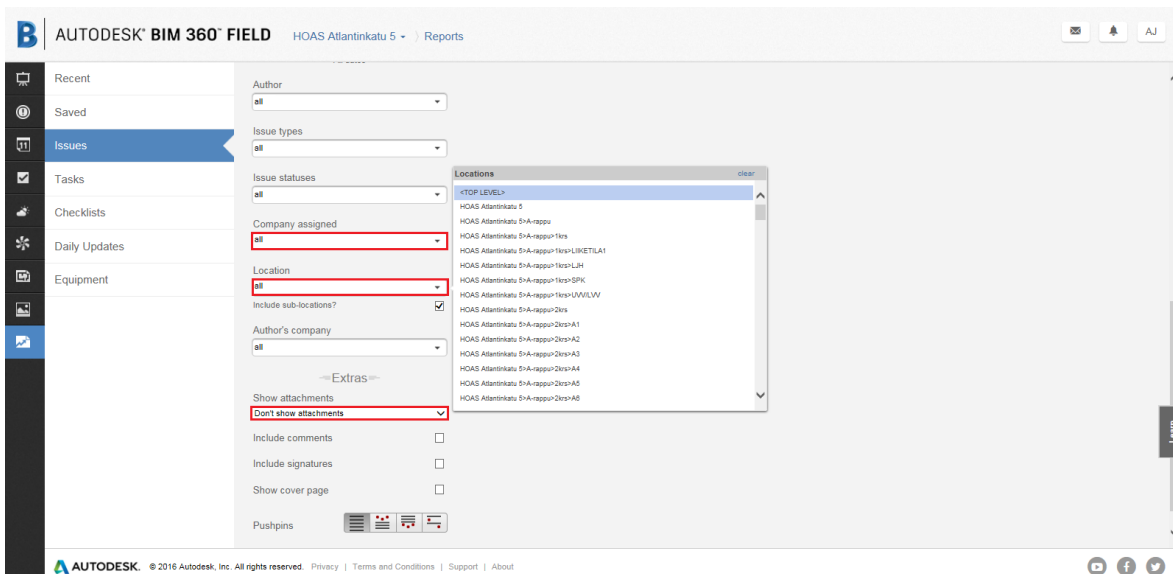 AUTODESK® BIM 360™ FIELD HOAS Atlantinkatu 5 Reports AJ
Recent
Saved
Issues
Tasks
Checklists
Daily Updates
Equipment
Author
all
Issue types
all
Issue statuses
all
Company assigned
all
Location
all
Include sub-locations?
Author's company
all
Extras
Show attachments
Don't show attachments
Include comments
Include signatures
Show cover page
Pushpins
Locations clear
<TOP LEVEL>
HOAS Atlantinkatu 5
HOAS Atlantinkatu 5>A-rappu
HOAS Atlantinkatu 5>A-rappu>1krs
HOAS Atlantinkatu 5>A-rappu>1krs>LIIKETILA1
HOAS Atlantinkatu 5>A-rappu>1krs>LJH
HOAS Atlantinkatu 5>A-rappu>1krs>SPK
HOAS Atlantinkatu 5>A-rappu>1krs>UVV/LVV
HOAS Atlantinkatu 5>A-rappu>2krs
HOAS Atlantinkatu 5>A-rappu>2krs>A1
HOAS Atlantinkatu 5>A-rappu>2krs>A2
HOAS Atlantinkatu 5>A-rappu>2krs>A3
HOAS Atlantinkatu 5>A-rappu>2krs>A4
HOAS Atlantinkatu 5>A-rappu>2krs>A5
HOAS Atlantinkatu 5>A-rappu>2krs>A6
AUTODESK. © 2016 Autodesk, Inc. All rights reserved. Privacy | Terms and Conditions | Support | About